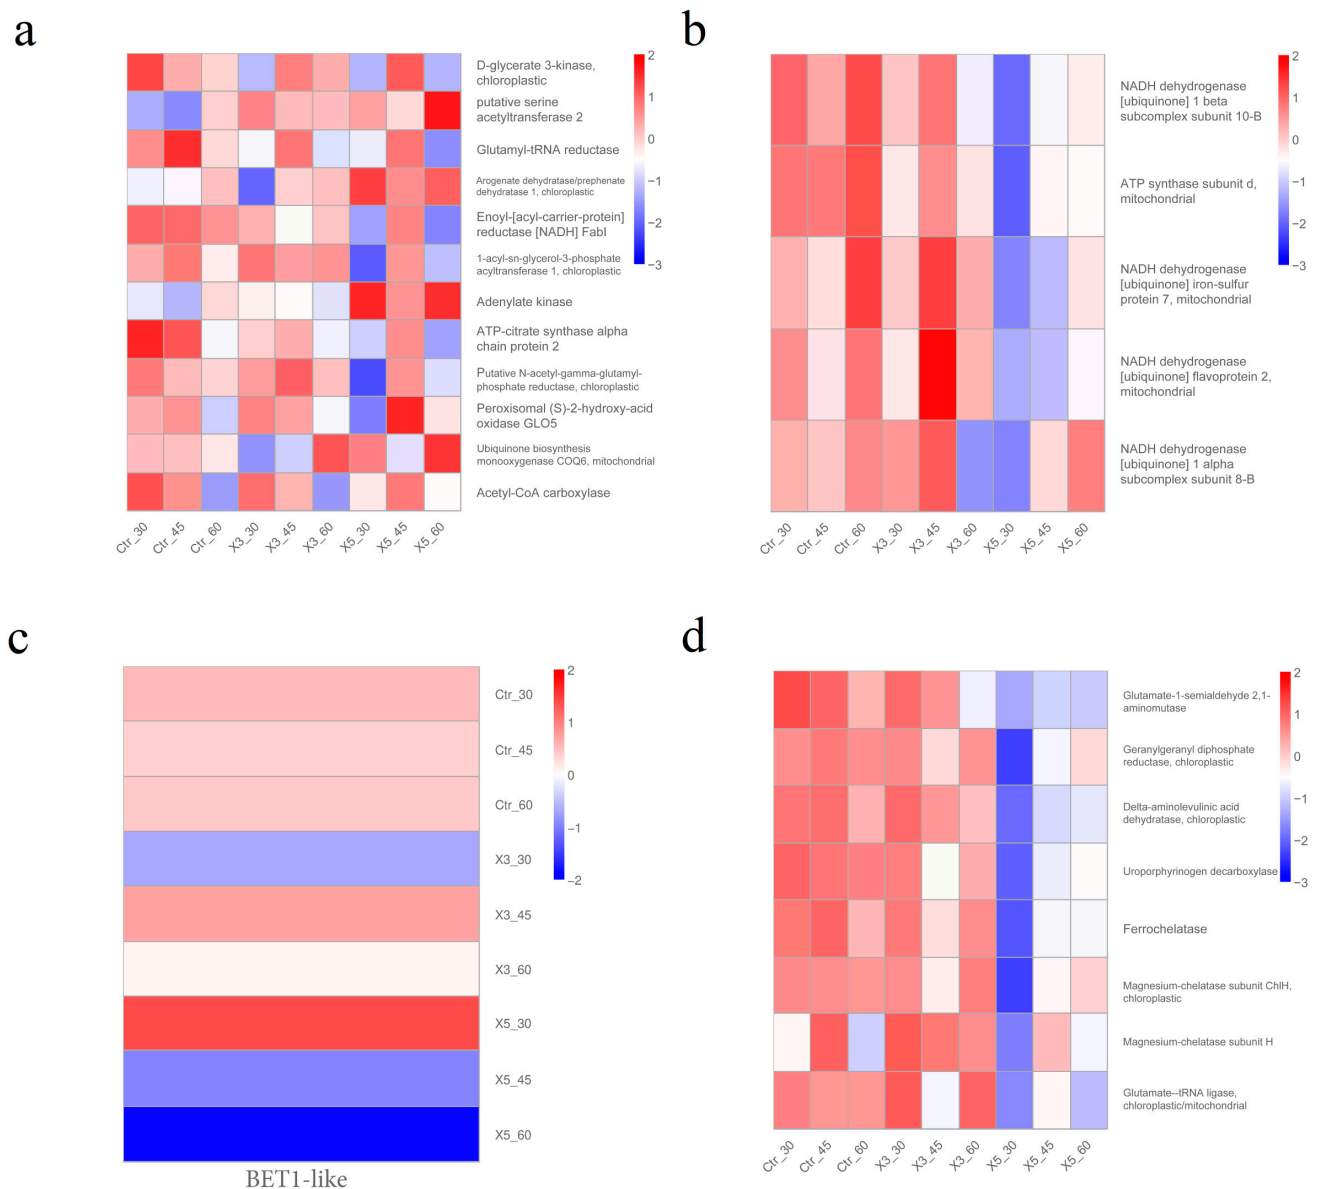 a
D-glycerate 3-kinase,
chloroplastic
putative serine
acetyltransferase 2
Glutamyl-tRNA reductase
Arogenate dehydratase/prephenate
dehydratase 1, chloroplastic
Enoyl-[acyl-carrier-protein]
reductase [NADH] FabI
1-acyl-sn-glycerol-3-phosphate
acyltransferase 1, chloroplastic
Adenylate kinase
ATP-citrate synthase alpha
chain protein 2
Putative N-acetyl-gamma-glutamyl-
phosphate reductase, chloroplastic
Peroxisomal (S)-2-hydroxy-acid
oxidase GLO5
Ubiquinone biosynthesis
monooxygenase COQ6, mitochondrial
Acetyl-CoA carboxylase
2
1
0
−1
−2
−3
Ctr_30
Ctr_45
Ctr_60
X3_30
X3_45
X3_60
X5_30
X5_45
X5_60
b
NADH dehydrogenase
[ubiquinone] 1 beta
subcomplex subunit 10-B
ATP synthase subunit d,
mitochondrial
NADH dehydrogenase
[ubiquinone] iron-sulfur
protein 7, mitochondrial
NADH dehydrogenase
[ubiquinone] flavoprotein 2,
mitochondrial
NADH dehydrogenase
[ubiquinone] 1 alpha
subcomplex subunit 8-B
2
1
0
−1
−2
−3
Ctr_30
Ctr_45
Ctr_60
X3_30
X3_45
X3_60
X5_30
X5_45
X5_60
c
Ctr_30
Ctr_45
Ctr_60
X3_30
X3_45
X3_60
X5_30
X5_45
X5_60
2
1
0
−1
−2
BET1-like
d
Glutamate-1-semialdehyde 2,1-
aminomutase
Geranylgeranyl diphosphate
reductase, chloroplastic
Delta-aminolevulinic acid
dehydratase, chloroplastic
Uroporphyrinogen decarboxylase
Ferrochelatase
Magnesium-chelatase subunit ChlH,
chloroplastic
Magnesium-chelatase subunit H
Glutamate--tRNA ligase,
chloroplastic/mitochondrial
2
1
0
−1
−2
−3
Ctr_30
Ctr_45
Ctr_60
X3_30
X3_45
X3_60
X5_30
X5_45
X5_60